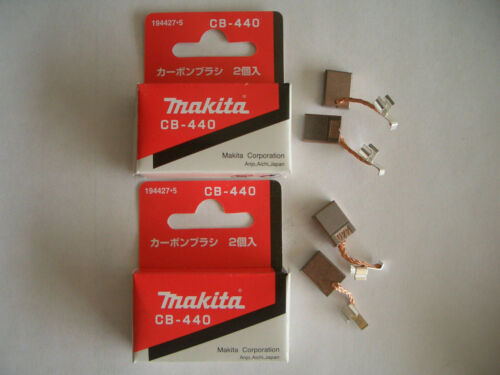 194427•5 CB-440
カーボンブラシ 2個入
makita
CB-440
Makita Corporation
Anjo,Aichi,Japan
194427•5 CB-440
カーボンブラシ 2個入
makita
CB-440
Makita Corporation
Anjo,Aichi,Japan